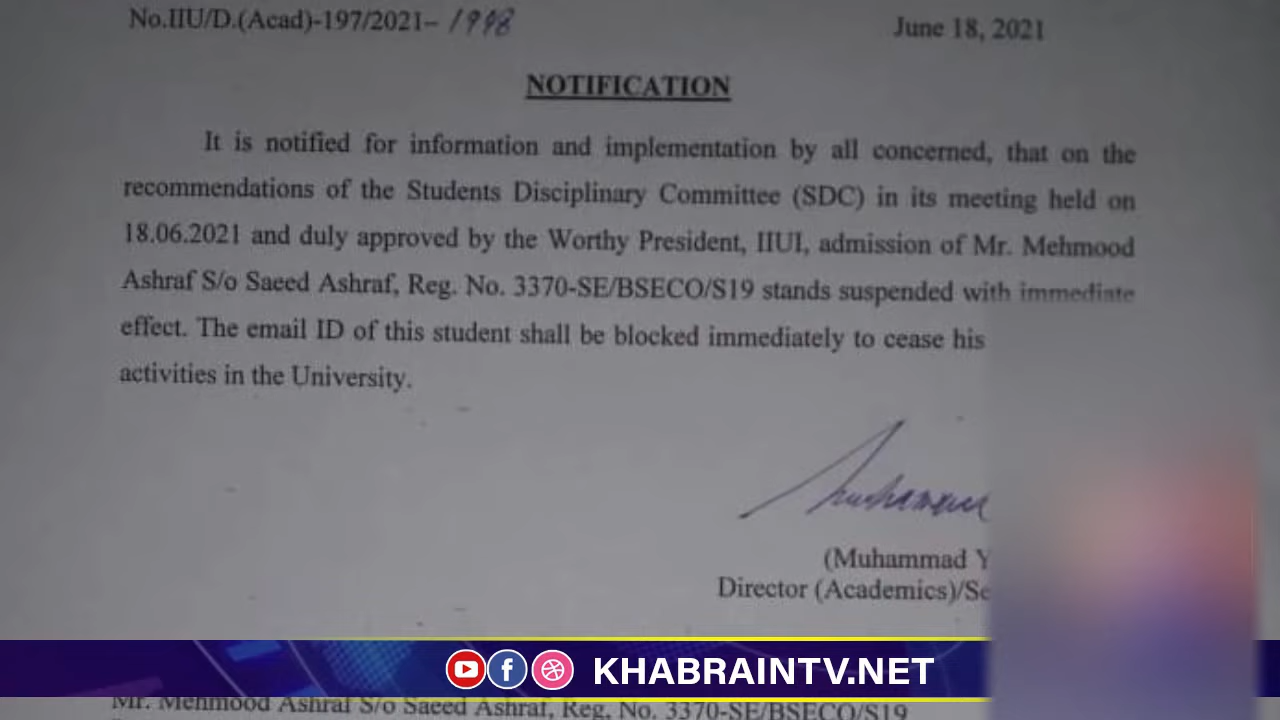 No.IIU/D.(Acad)-197/2021– 1998
June 18, 2021
NOTIFICATION
It is notified for information and implementation by all concerned, that on the
recommendations of the Students Disciplinary Committee (SDC) in its meeting held on
18.06.2021 and duly approved by the Worthy President, IIUI, admission of Mr. Mehmood
Ashraf S/o Saeed Ashraf, Reg. No. 3370-SE/BSECO/S19 stands suspended with immediate
effect. The email ID of this student shall be blocked immediately to cease his
activities in the University.
(Muhammad Y
Director (Academics)/Se
KHABRAINTV.NET
Mr. Mehmood Ashraf S/o Saeed Ashraf, Reg. No. 3370-SE/BSECO/S19